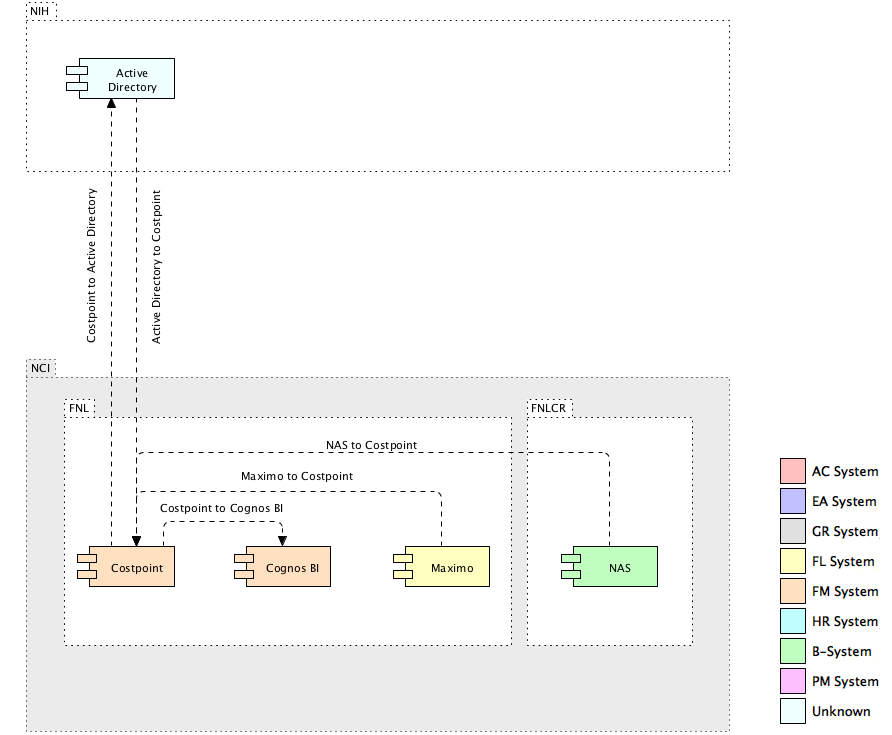 NIH
Active
Directory
Costpoint to Active Directory
Active Directory to Costpoint
NCI
FNL
FNLCR
NAS to Costpoint
Maximo to Costpoint
Costpoint to Cognos BI
Costpoint
Cognos BI
Maximo
NAS
AC System
EA System
GR System
FL System
FM System
HR System
B-System
PM System
Unknown